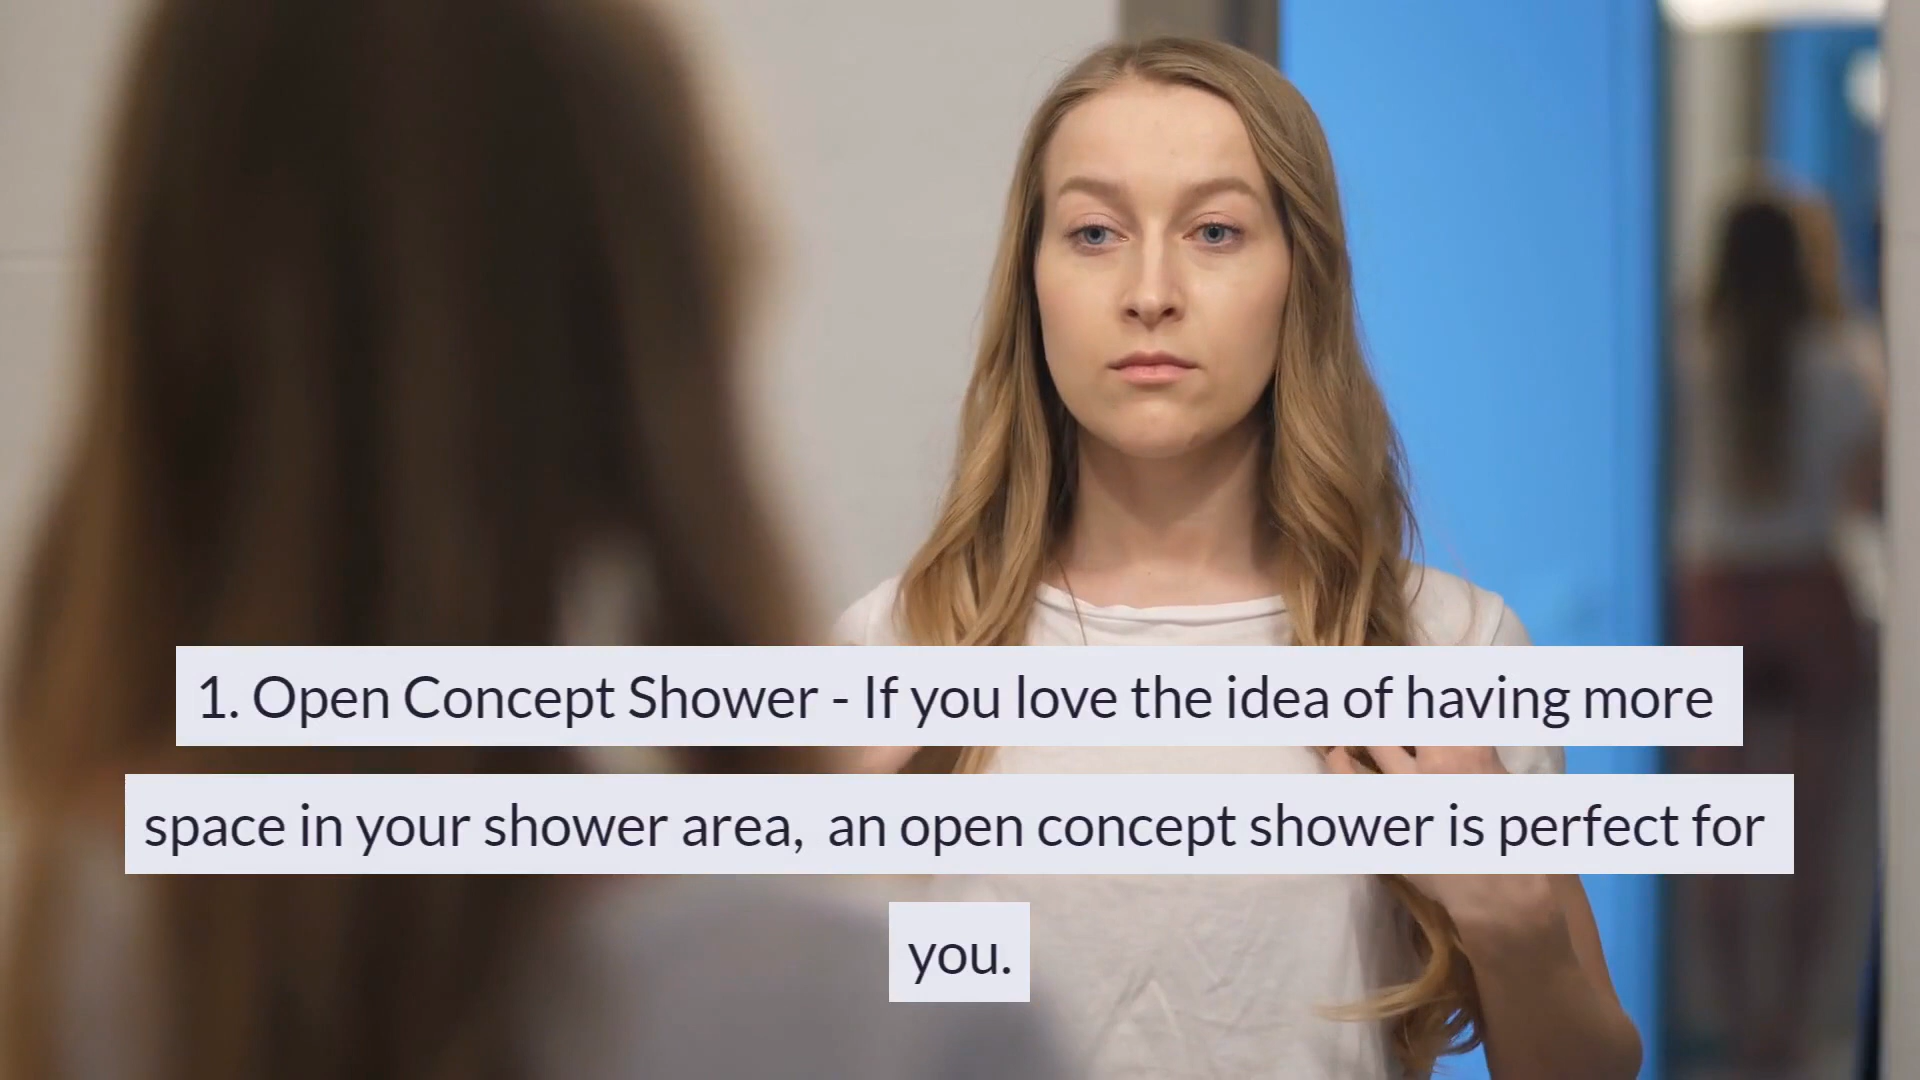 1. Open Concept Shower - If you love the idea of having more
space in your shower area,  an open concept shower is perfect for
you.